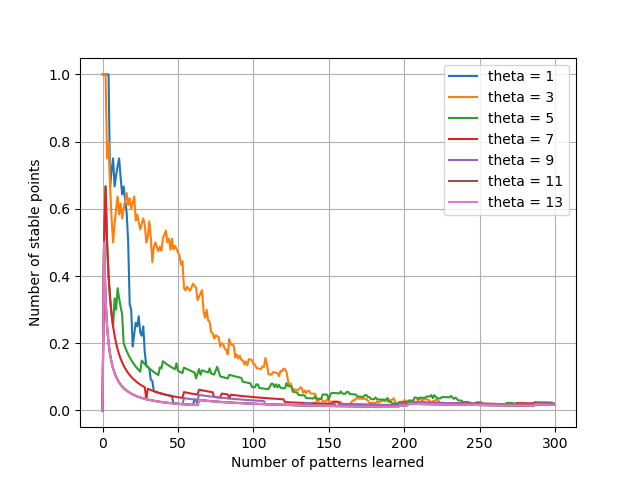 1.0
0.8
0.6
0.4
0.2
0.0
Number of stable points
0 50 100 150 200 250 300
Number of patterns learned
theta = 1
theta = 3
theta = 5
theta = 7
theta = 9
theta = 11
theta = 13